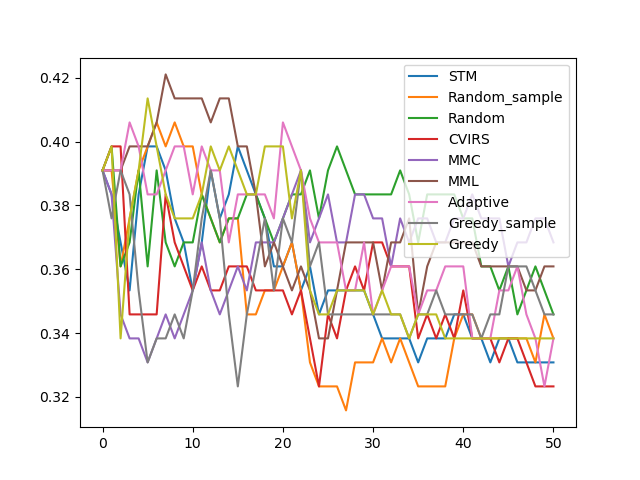 0.42
0.40
0.38
0.36
0.34
0.32
0
10
20
30
40
50
STM
Random_sample
Random
CVIRS
MMC
MML
Adaptive
Greedy_sample
Greedy